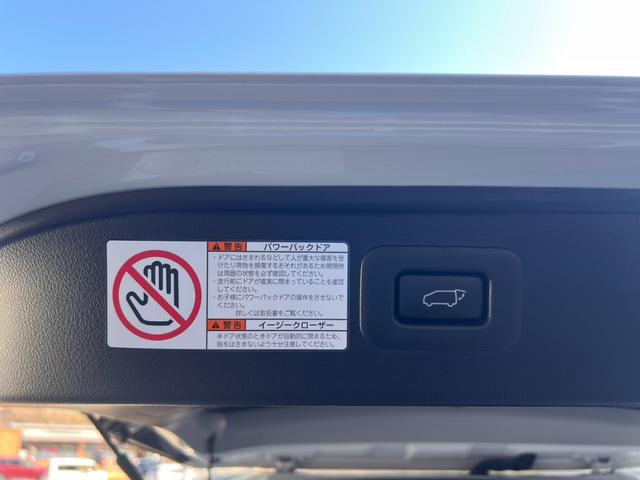 警告 パワーバックドア
・ドアにはさまれるなどして人が重大な傷害を
受けたり荷物を損傷するおそれがあるため開閉時
は周囲の状態を必ず確認してください。
・走行前にドアが確実に閉まっていることを確認
してください。
・お子様にパワーバックドアの操作をさせないで
ください。
詳しくは取扱書をご覧ください。
警告 イージークローザー
半ドア状態のときドアが自動的に閉まるため、
指をはさまないよう十分注意してください。